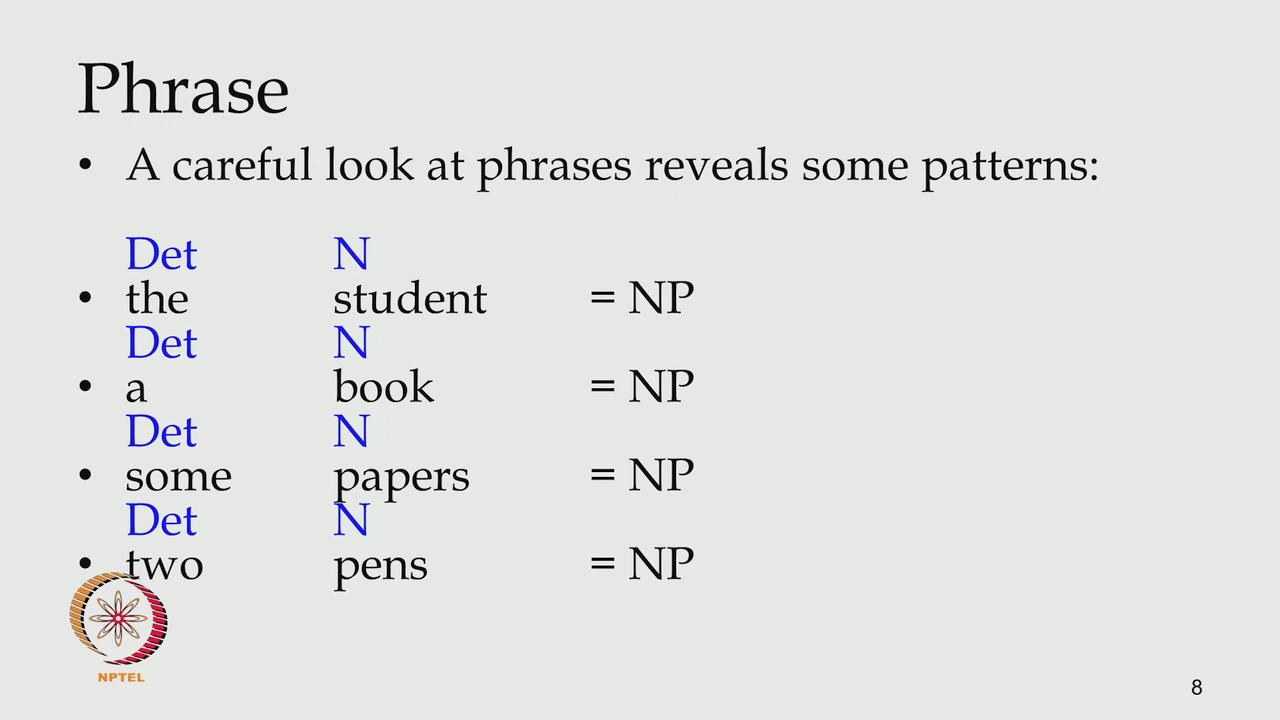 Phrase
• A careful look at phrases reveals some patterns:
Det N
• the student = NP
Det N
• a book = NP
Det N
• some papers = NP
Det N
• two pens = NP
NPTEL
8